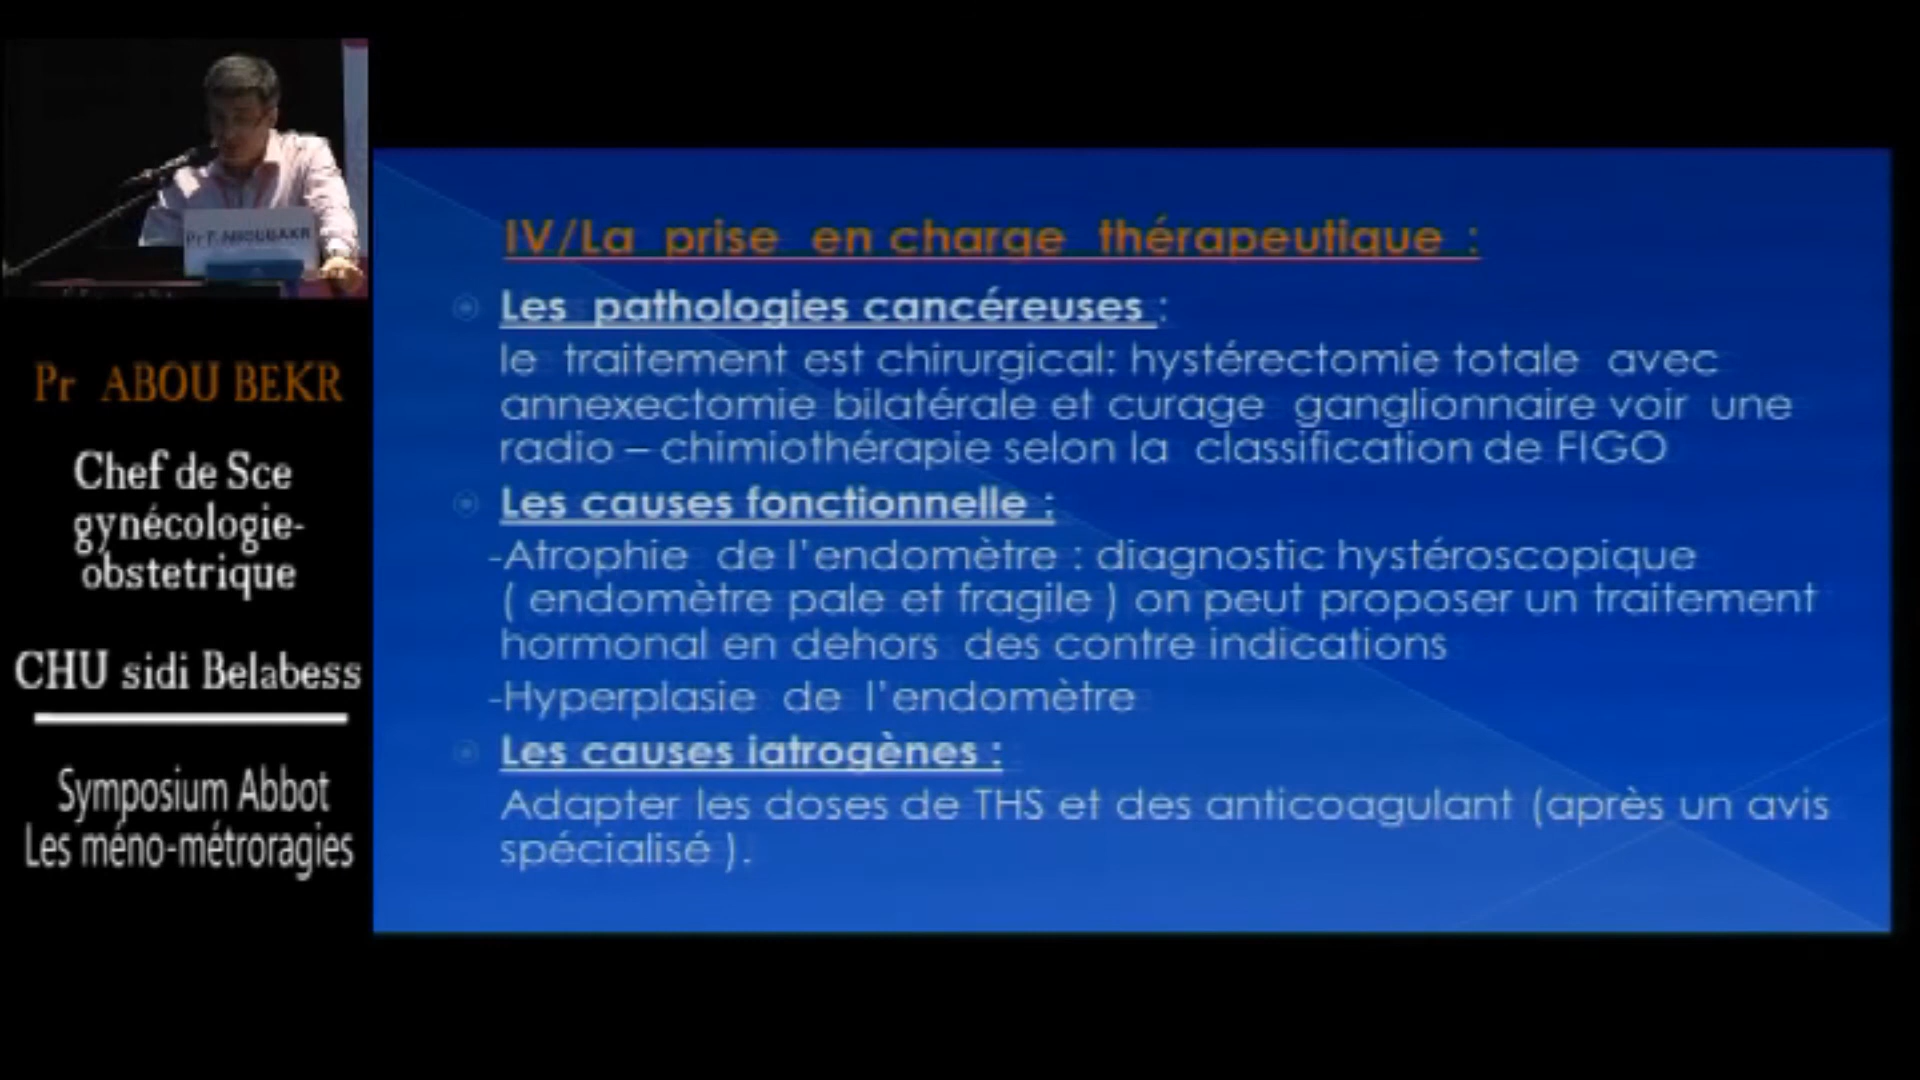 Pr F. ABOUBAKR
Pr ABOU BEKR
Chef de Sce
gynécologie-
obstetrique
CHU sidi Belabess
Symposium Abbot
Les méno-métroragies
IV/La prise en charge thérapeutique :
Les pathologies cancéreuses :
le traitement est chirurgical: hystérectomie totale avec
annexectomie bilatérale et curage ganglionnaire voir une
radio – chimiothérapie selon la classification de FIGO
Les causes fonctionnelle :
-Atrophie de l'endomètre : diagnostic hystéroscopique
( endomètre pale et fragile ) on peut proposer un traitement
hormonal en dehors des contre indications
-Hyperplasie de l'endomètre
Les causes iatrogènes :
Adapter les doses de THS et des anticoagulant (après un avis
spécialisé ).